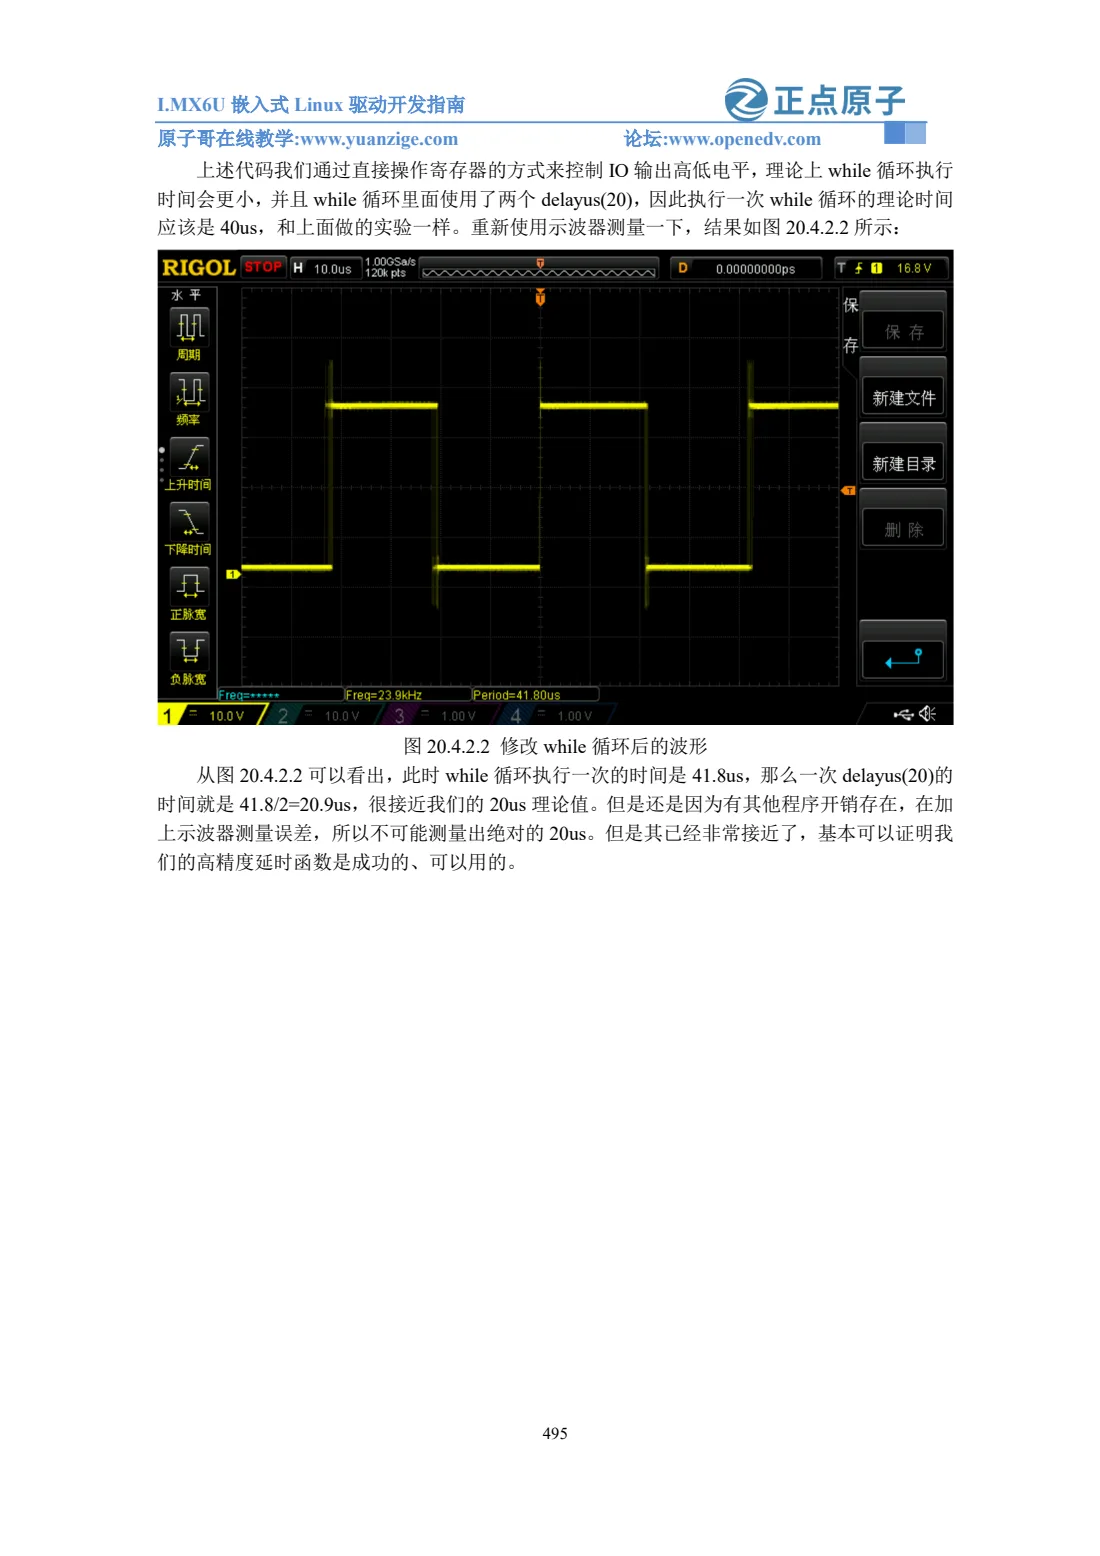 I.MX6U 嵌入式 Linux 驱动开发指南
正点原子
原子哥在线教学:www.yuanzige.com 论坛:www.openedv.com
上述代码我们通过直接操作寄存器的方式来控制 IO 输出高低电平，理论上 while 循环执行
时间会更小，并且 while 循环里面使用了两个 delayus(20)，因此执行一次 while 循环的理论时间
应该是 40us，和上面做的实验一样。重新使用示波器测量一下，结果如图 20.4.2.2 所示：
RIGOL STOP H 10.0us 1.00GSa/s 120k pts T D 0.00000000ps T 1 16.8 V
水 平
周期
频率
上升时间
下降时间
正脉宽
负脉宽
T
1
T
保存
保 存
新建文件
新建目录
删 除
Freq=***** Freq=23.9kHz Period=41.80us
1 = 10.0 V 2 = 10.0 V 3 = 1.00 V 4 = 1.00 V
图 20.4.2.2 修改 while 循环后的波形
从图 20.4.2.2 可以看出，此时 while 循环执行一次的时间是 41.8us，那么一次 delayus(20)的
时间就是 41.8/2=20.9us，很接近我们的 20us 理论值。但是还是因为有其他程序开销存在，在加
上示波器测量误差，所以不可能测量出绝对的 20us。但是其已经非常接近了，基本可以证明我
们的高精度延时函数是成功的、可以用的。
495